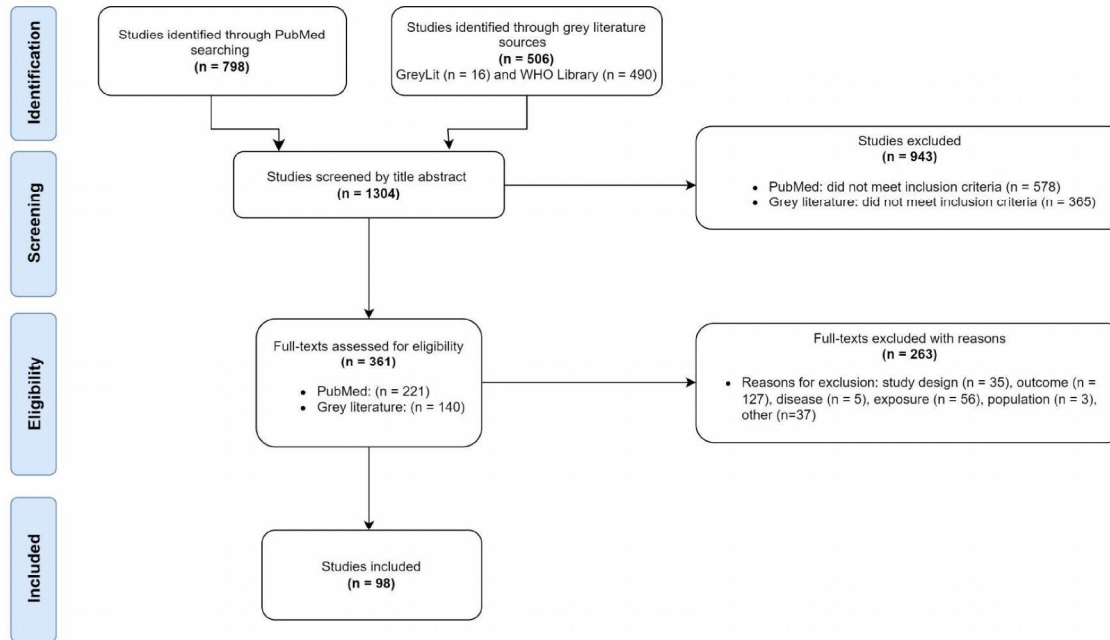 Identification
Studies identified through PubMed
searching
(n = 798)
Studies identified through grey literature
sources
(n = 506)
GreyLit (n = 16) and WHO Library (n = 490)
Screening
Studies screened by title abstract
(n = 1304)
Studies excluded
(n = 943)
• PubMed: did not meet inclusion criteria (n = 578)
• Grey literature: did not meet inclusion criteria (n = 365)
Eligibility
Full-texts assessed for eligibility
(n = 361)
• PubMed: (n = 221)
• Grey literature: (n = 140)
Full-texts excluded with reasons
(n = 263)
• Reasons for exclusion: study design (n = 35), outcome (n =
127), disease (n = 5), exposure (n = 56), population (n = 3),
other (n=37)
Included
Studies included
(n = 98)